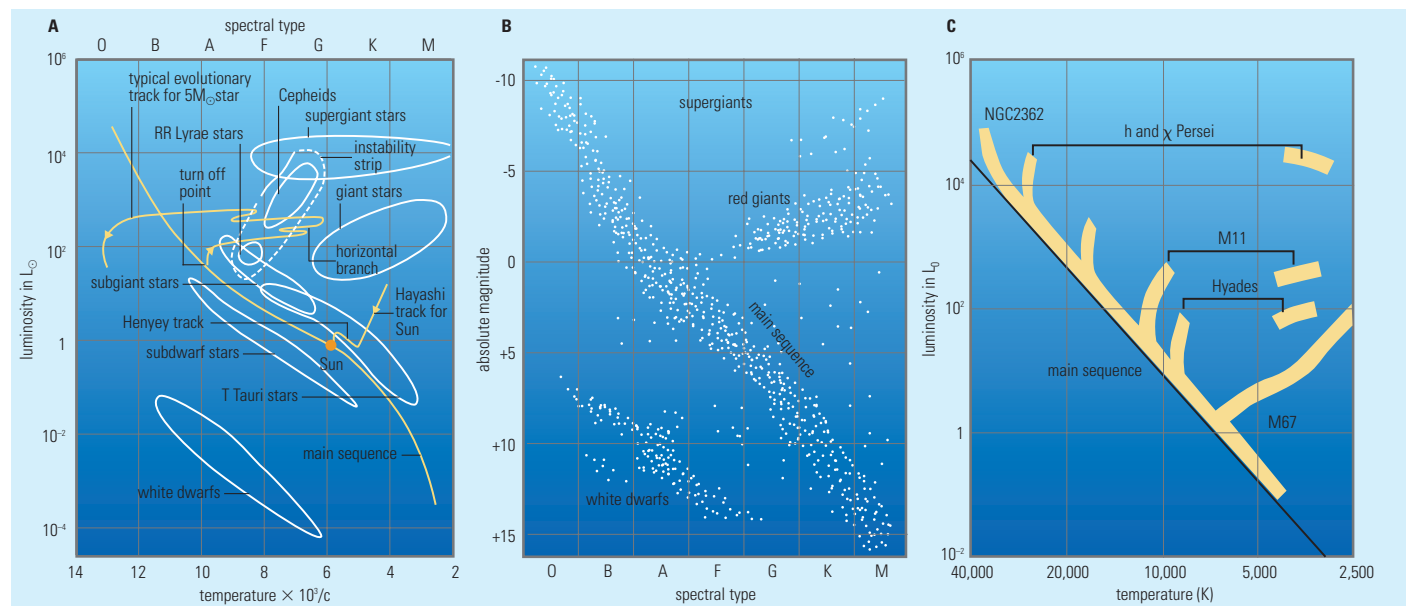 A
spectral type
O B A F G K M
10⁶
10⁴
10²
1
10⁻²
10⁻⁴
luminosity in L☉
typical evolutionary
track for 5M☉star
RR Lyrae stars
turn off
point
Cepheids
supergiant stars
instability
strip
giant stars
horizontal
branch
subgiant stars
Henyey track
subdwarf stars
Hayashi
track for
Sun
Sun
T Tauri stars
main sequence
white dwarfs
14 12 10 8 6 4 2
temperature × 10³/c
B
-10
-5
0
+5
+10
+15
absolute magnitude
supergiants
red giants
main sequence
white dwarfs
O B A F G K M
spectral type
C
10⁶
10⁴
10²
1
10⁻²
luminosity in L₀
NGC2362
h and χ Persei
M11
Hyades
main sequence
M67
40,000 20,000 10,000 5,000 2,500
temperature (K)